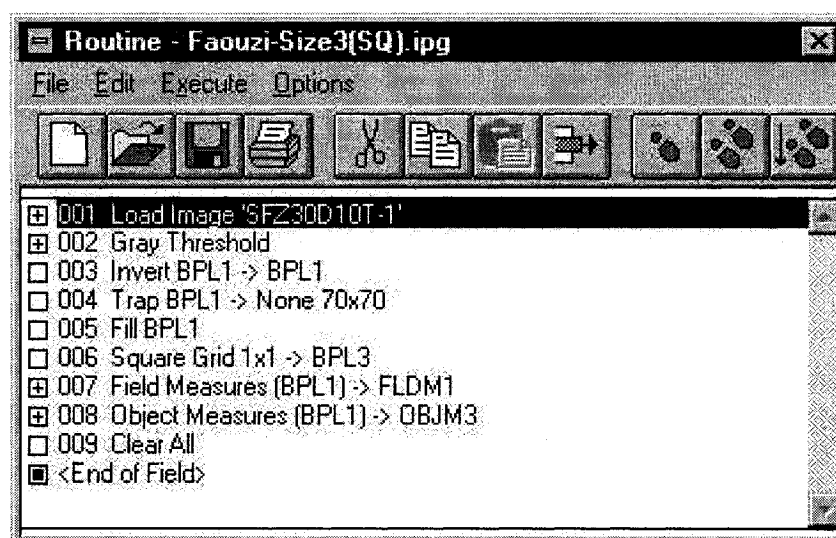 Routine - Faouzi-Size3(SQ).ipg
File Edit Execute Options
001 Load Image 'SFZ30D10T-1'
002 Gray Threshold
003 Invert BPL1 -> BPL1
004 Trap BPL1 -> None 70x70
005 Fill BPL1
006 Square Grid 1x1 -> BPL3
007 Field Measures (BPL1) -> FLDM1
008 Object Measures (BPL1) -> OBJM3
009 Clear All
<End of Field>